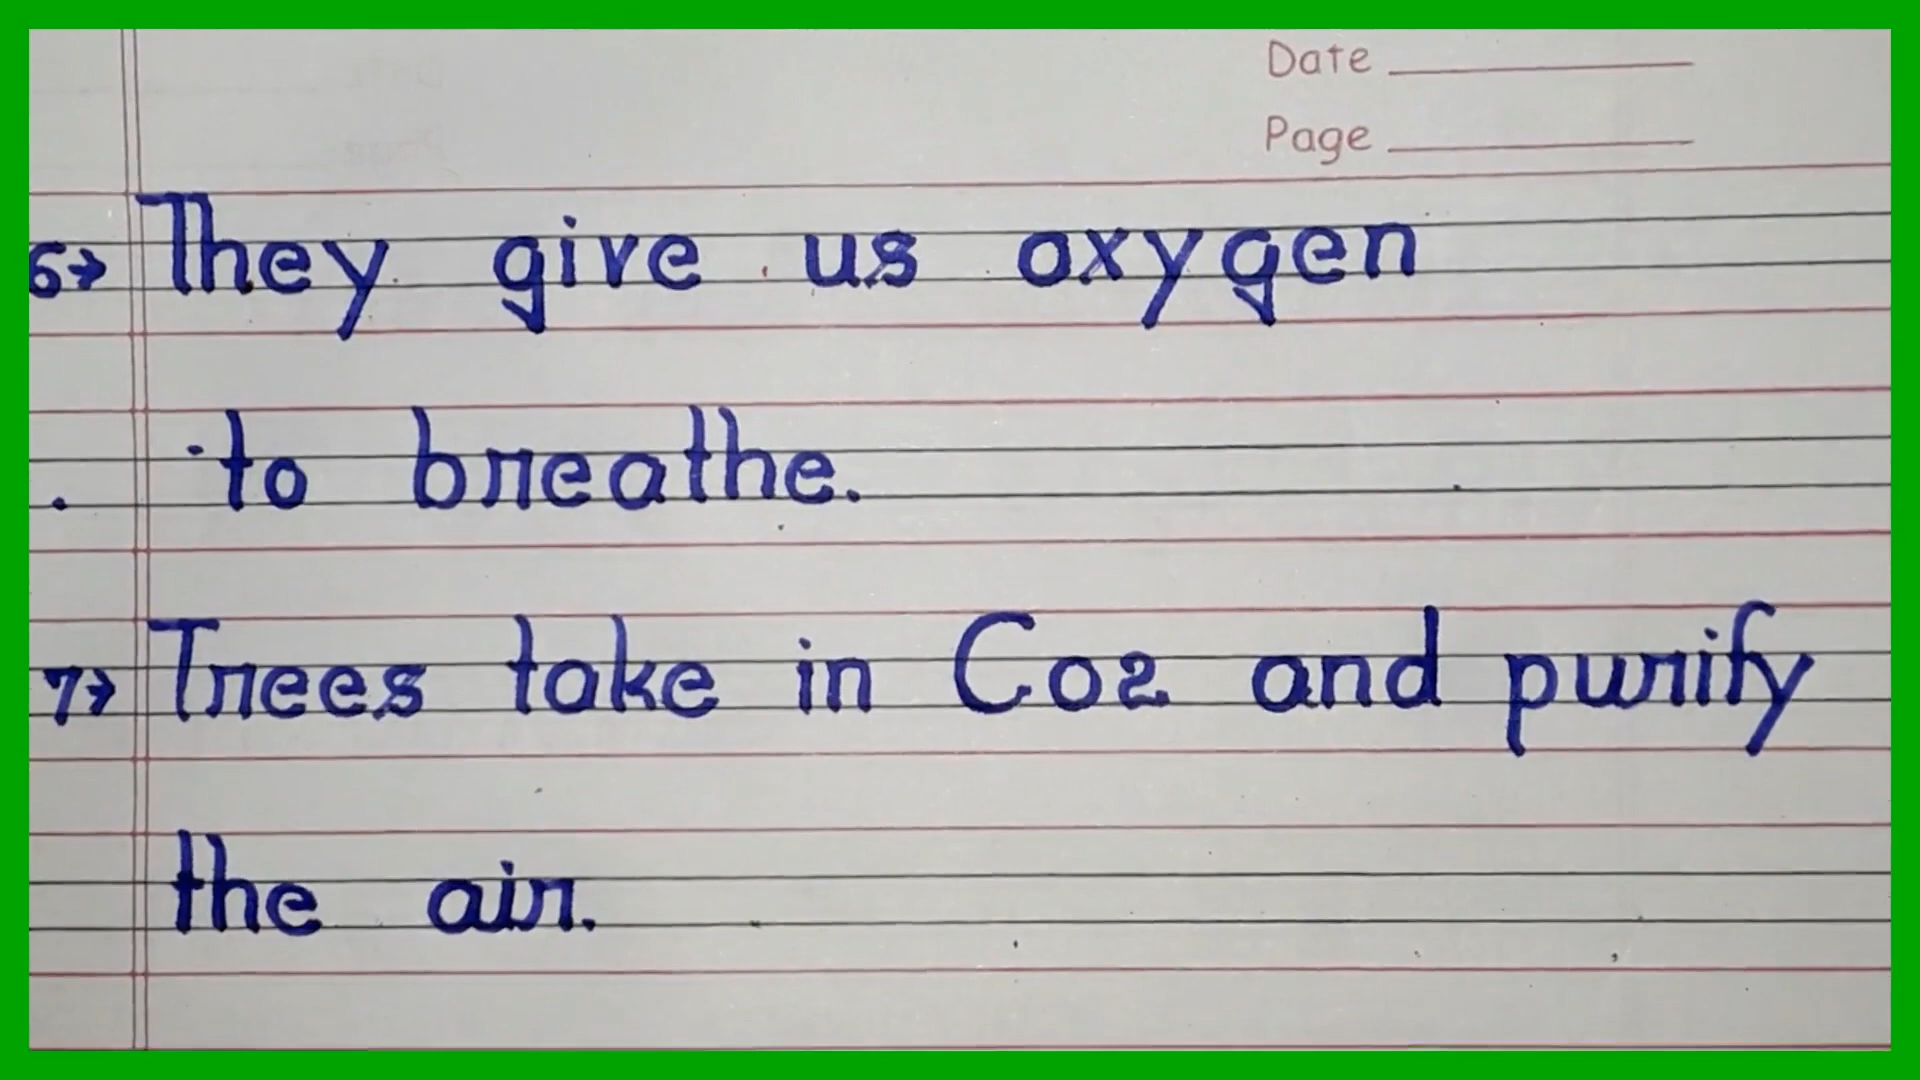 Date
Page
6→ They give us oxygen
to breathe.
7→ Trees take in Co2 and purify
the air.